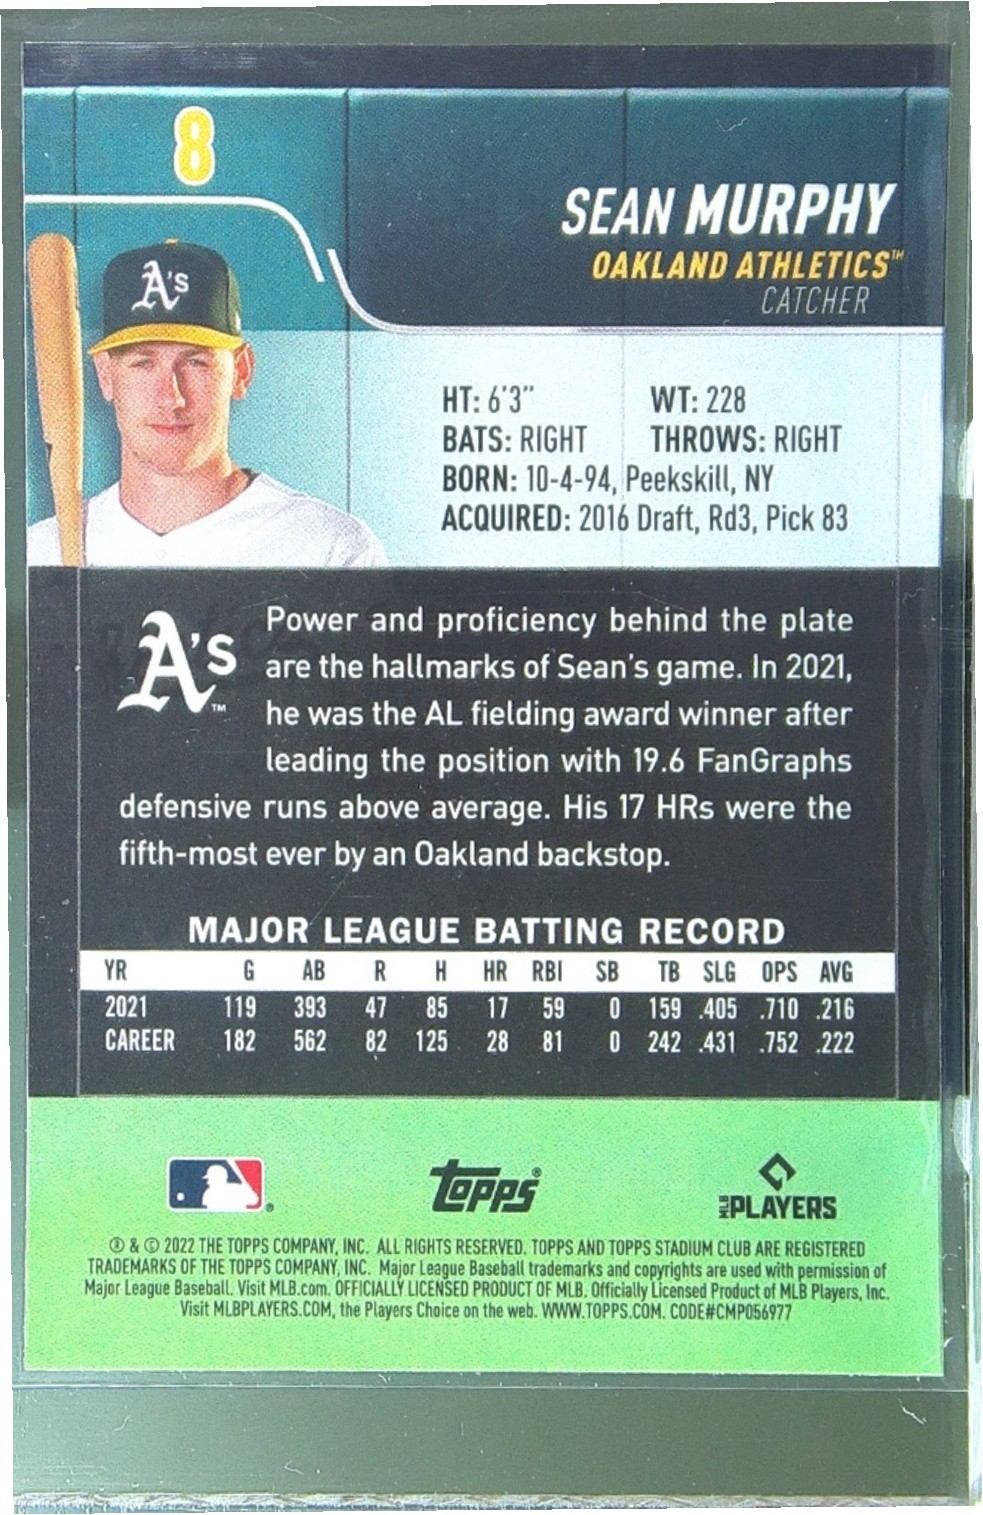 8
SEAN MURPHY
OAKLAND ATHLETICS™
CATCHER
A's
HT: 6'3" WT: 228
BATS: RIGHT THROWS: RIGHT
BORN: 10-4-94, Peekskill, NY
ACQUIRED: 2016 Draft, Rd3, Pick 83
A's™
Power and proficiency behind the plate
are the hallmarks of Sean's game. In 2021,
he was the AL fielding award winner after
leading the position with 19.6 FanGraphs
defensive runs above average. His 17 HRs were the
fifth-most ever by an Oakland backstop.
MAJOR LEAGUE BATTING RECORD
YR G AB R H HR RBI SB TB SLG OPS AVG
2021 119 393 47 85 17 59 0 159 .405 .710 .216
CAREER 182 562 82 125 28 81 0 242 .431 .752 .222
® topps® MLB PLAYERS
® & © 2022 THE TOPPS COMPANY, INC. ALL RIGHTS RESERVED. TOPPS AND TOPPS STADIUM CLUB ARE REGISTERED
TRADEMARKS OF THE TOPPS COMPANY, INC. Major League Baseball trademarks and copyrights are used with permission of
Major League Baseball. Visit MLB.com. OFFICIALLY LICENSED PRODUCT OF MLB. Officially Licensed Product of MLB Players, Inc.
Visit MLBPLAYERS.COM, the Players Choice on the web. WWW.TOPPS.COM. CODE#CMP056977